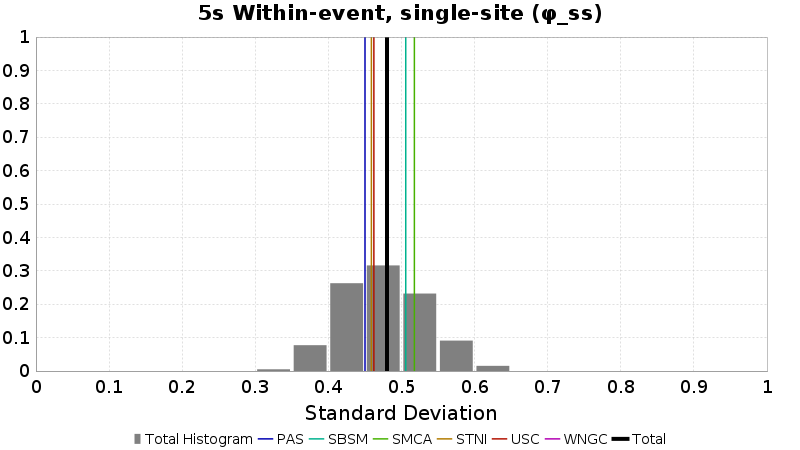 5s Within-event, single-site (φ_ss)
1
0.9
0.8
0.7
0.6
0.5
0.4
0.3
0.2
0.1
0
0 0.1 0.2 0.3 0.4 0.5 0.6 0.7 0.8 0.9 1
Standard Deviation
Total Histogram PAS SBSM SMCA STNI USC WNGC Total